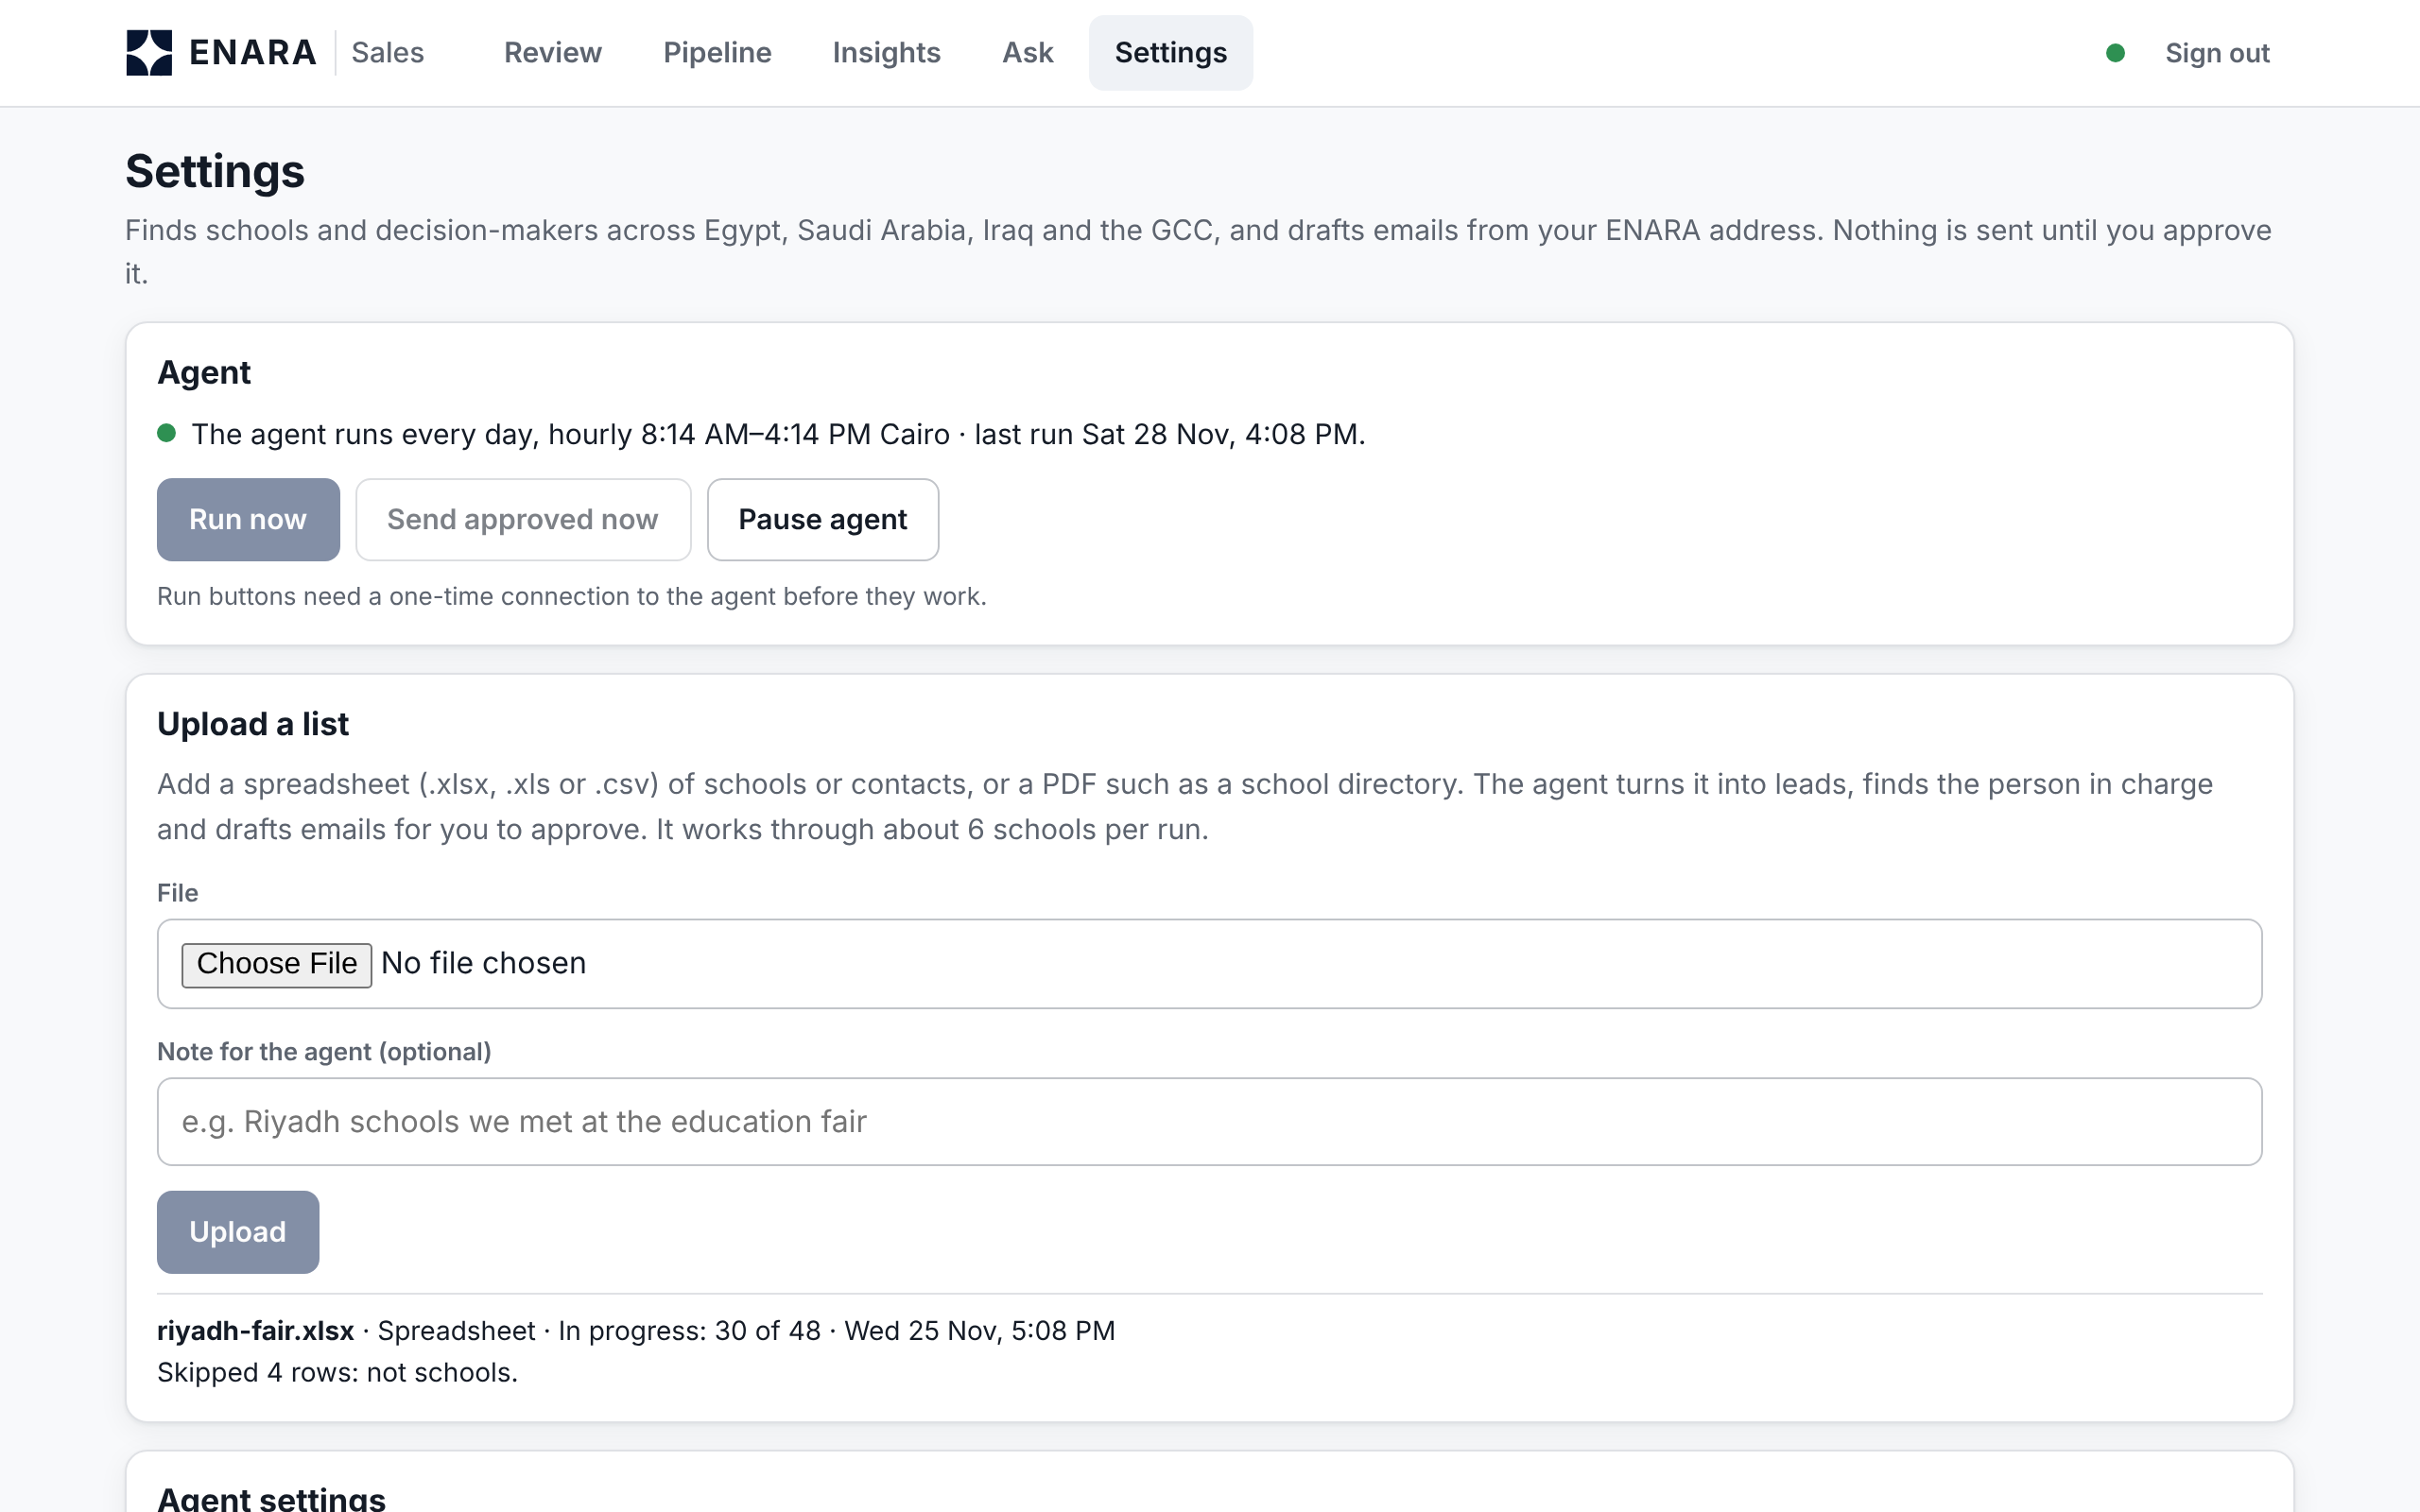 ENARA Sales Review Pipeline Insights Ask Settings Sign out
Settings
Finds schools and decision-makers across Egypt, Saudi Arabia, Iraq and the GCC, and drafts emails from your ENARA address. Nothing is sent until you approve
it.
Agent
The agent runs every day, hourly 8:14 AM–4:14 PM Cairo · last run Sat 28 Nov, 4:08 PM.
Run now Send approved now Pause agent
Run buttons need a one-time connection to the agent before they work.
Upload a list
Add a spreadsheet (.xlsx, .xls or .csv) of schools or contacts, or a PDF such as a school directory. The agent turns it into leads, finds the person in charge
and drafts emails for you to approve. It works through about 6 schools per run.
File
Choose File No file chosen
Note for the agent (optional)
e.g. Riyadh schools we met at the education fair
Upload
riyadh-fair.xlsx · Spreadsheet · In progress: 30 of 48 · Wed 25 Nov, 5:08 PM
Skipped 4 rows: not schools.
Agent settings